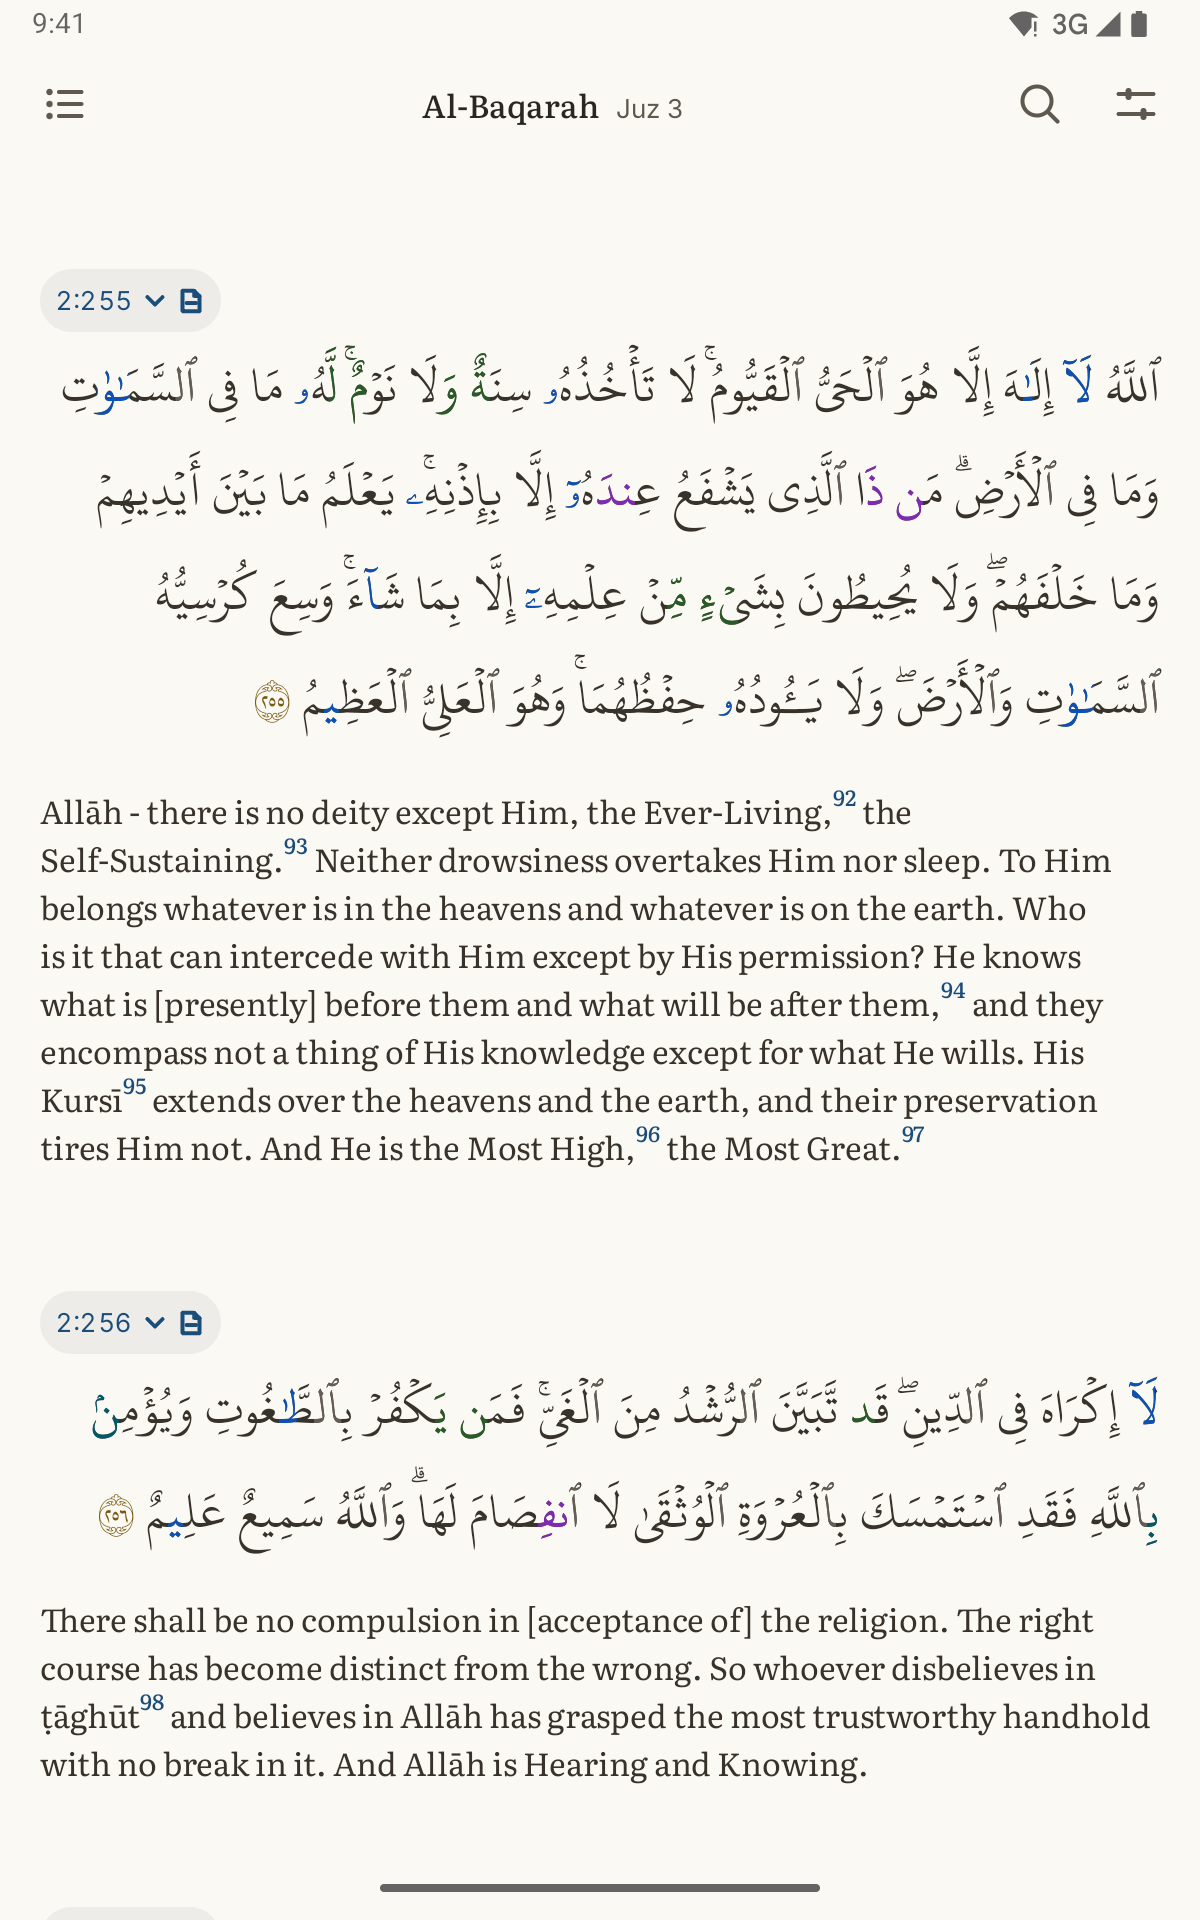 9:41
3G
Al-Baqarah Juz 3
2:255
ٱللَّهُ لَآ إِلَـٰهَ إِلَّا هُوَ ٱلْحَىُّ ٱلْقَيُّومُ ۚ لَا تَأْخُذُهُۥ سِنَةٌ وَلَا نَوْمٌ ۚ لَّهُۥ مَا فِى ٱلسَّمَـٰوَٰتِ
وَمَا فِى ٱلْأَرْضِ ۗ مَن ذَا ٱلَّذِى يَشْفَعُ عِندَهُۥٓ إِلَّا بِإِذْنِهِۦ ۚ يَعْلَمُ مَا بَيْنَ أَيْدِيهِمْ
وَمَا خَلْفَهُمْ ۖ وَلَا يُحِيطُونَ بِشَىْءٍ مِّنْ عِلْمِهِۦٓ إِلَّا بِمَا شَآءَ ۚ وَسِعَ كُرْسِيُّهُ
ٱلسَّمَـٰوَٰتِ وَٱلْأَرْضَ ۖ وَلَا يَـُٔودُهُۥ حِفْظُهُمَا ۚ وَهُوَ ٱلْعَلِىُّ ٱلْعَظِيمُ ٢٥٥
Allāh - there is no deity except Him, the Ever-Living,92 the
Self-Sustaining.93 Neither drowsiness overtakes Him nor sleep. To Him
belongs whatever is in the heavens and whatever is on the earth. Who
is it that can intercede with Him except by His permission? He knows
what is [presently] before them and what will be after them,94 and they
encompass not a thing of His knowledge except for what He wills. His
Kursī95 extends over the heavens and the earth, and their preservation
tires Him not. And He is the Most High,96 the Most Great.97
2:256
لَآ إِكْرَاهَ فِى ٱلدِّينِ ۖ قَد تَّبَيَّنَ ٱلرُّشْدُ مِنَ ٱلْغَىِّ ۚ فَمَن يَكْفُرْ بِٱلطَّـٰغُوتِ وَيُؤْمِنۢ
بِٱللَّهِ فَقَدِ ٱسْتَمْسَكَ بِٱلْعُرْوَةِ ٱلْوُثْقَىٰ لَا ٱنفِصَامَ لَهَا ۗ وَٱللَّهُ سَمِيعٌ عَلِيمٌ ٢٥٦
There shall be no compulsion in [acceptance of] the religion. The right
course has become distinct from the wrong. So whoever disbelieves in
ṭāghūt98 and believes in Allāh has grasped the most trustworthy handhold
with no break in it. And Allāh is Hearing and Knowing.